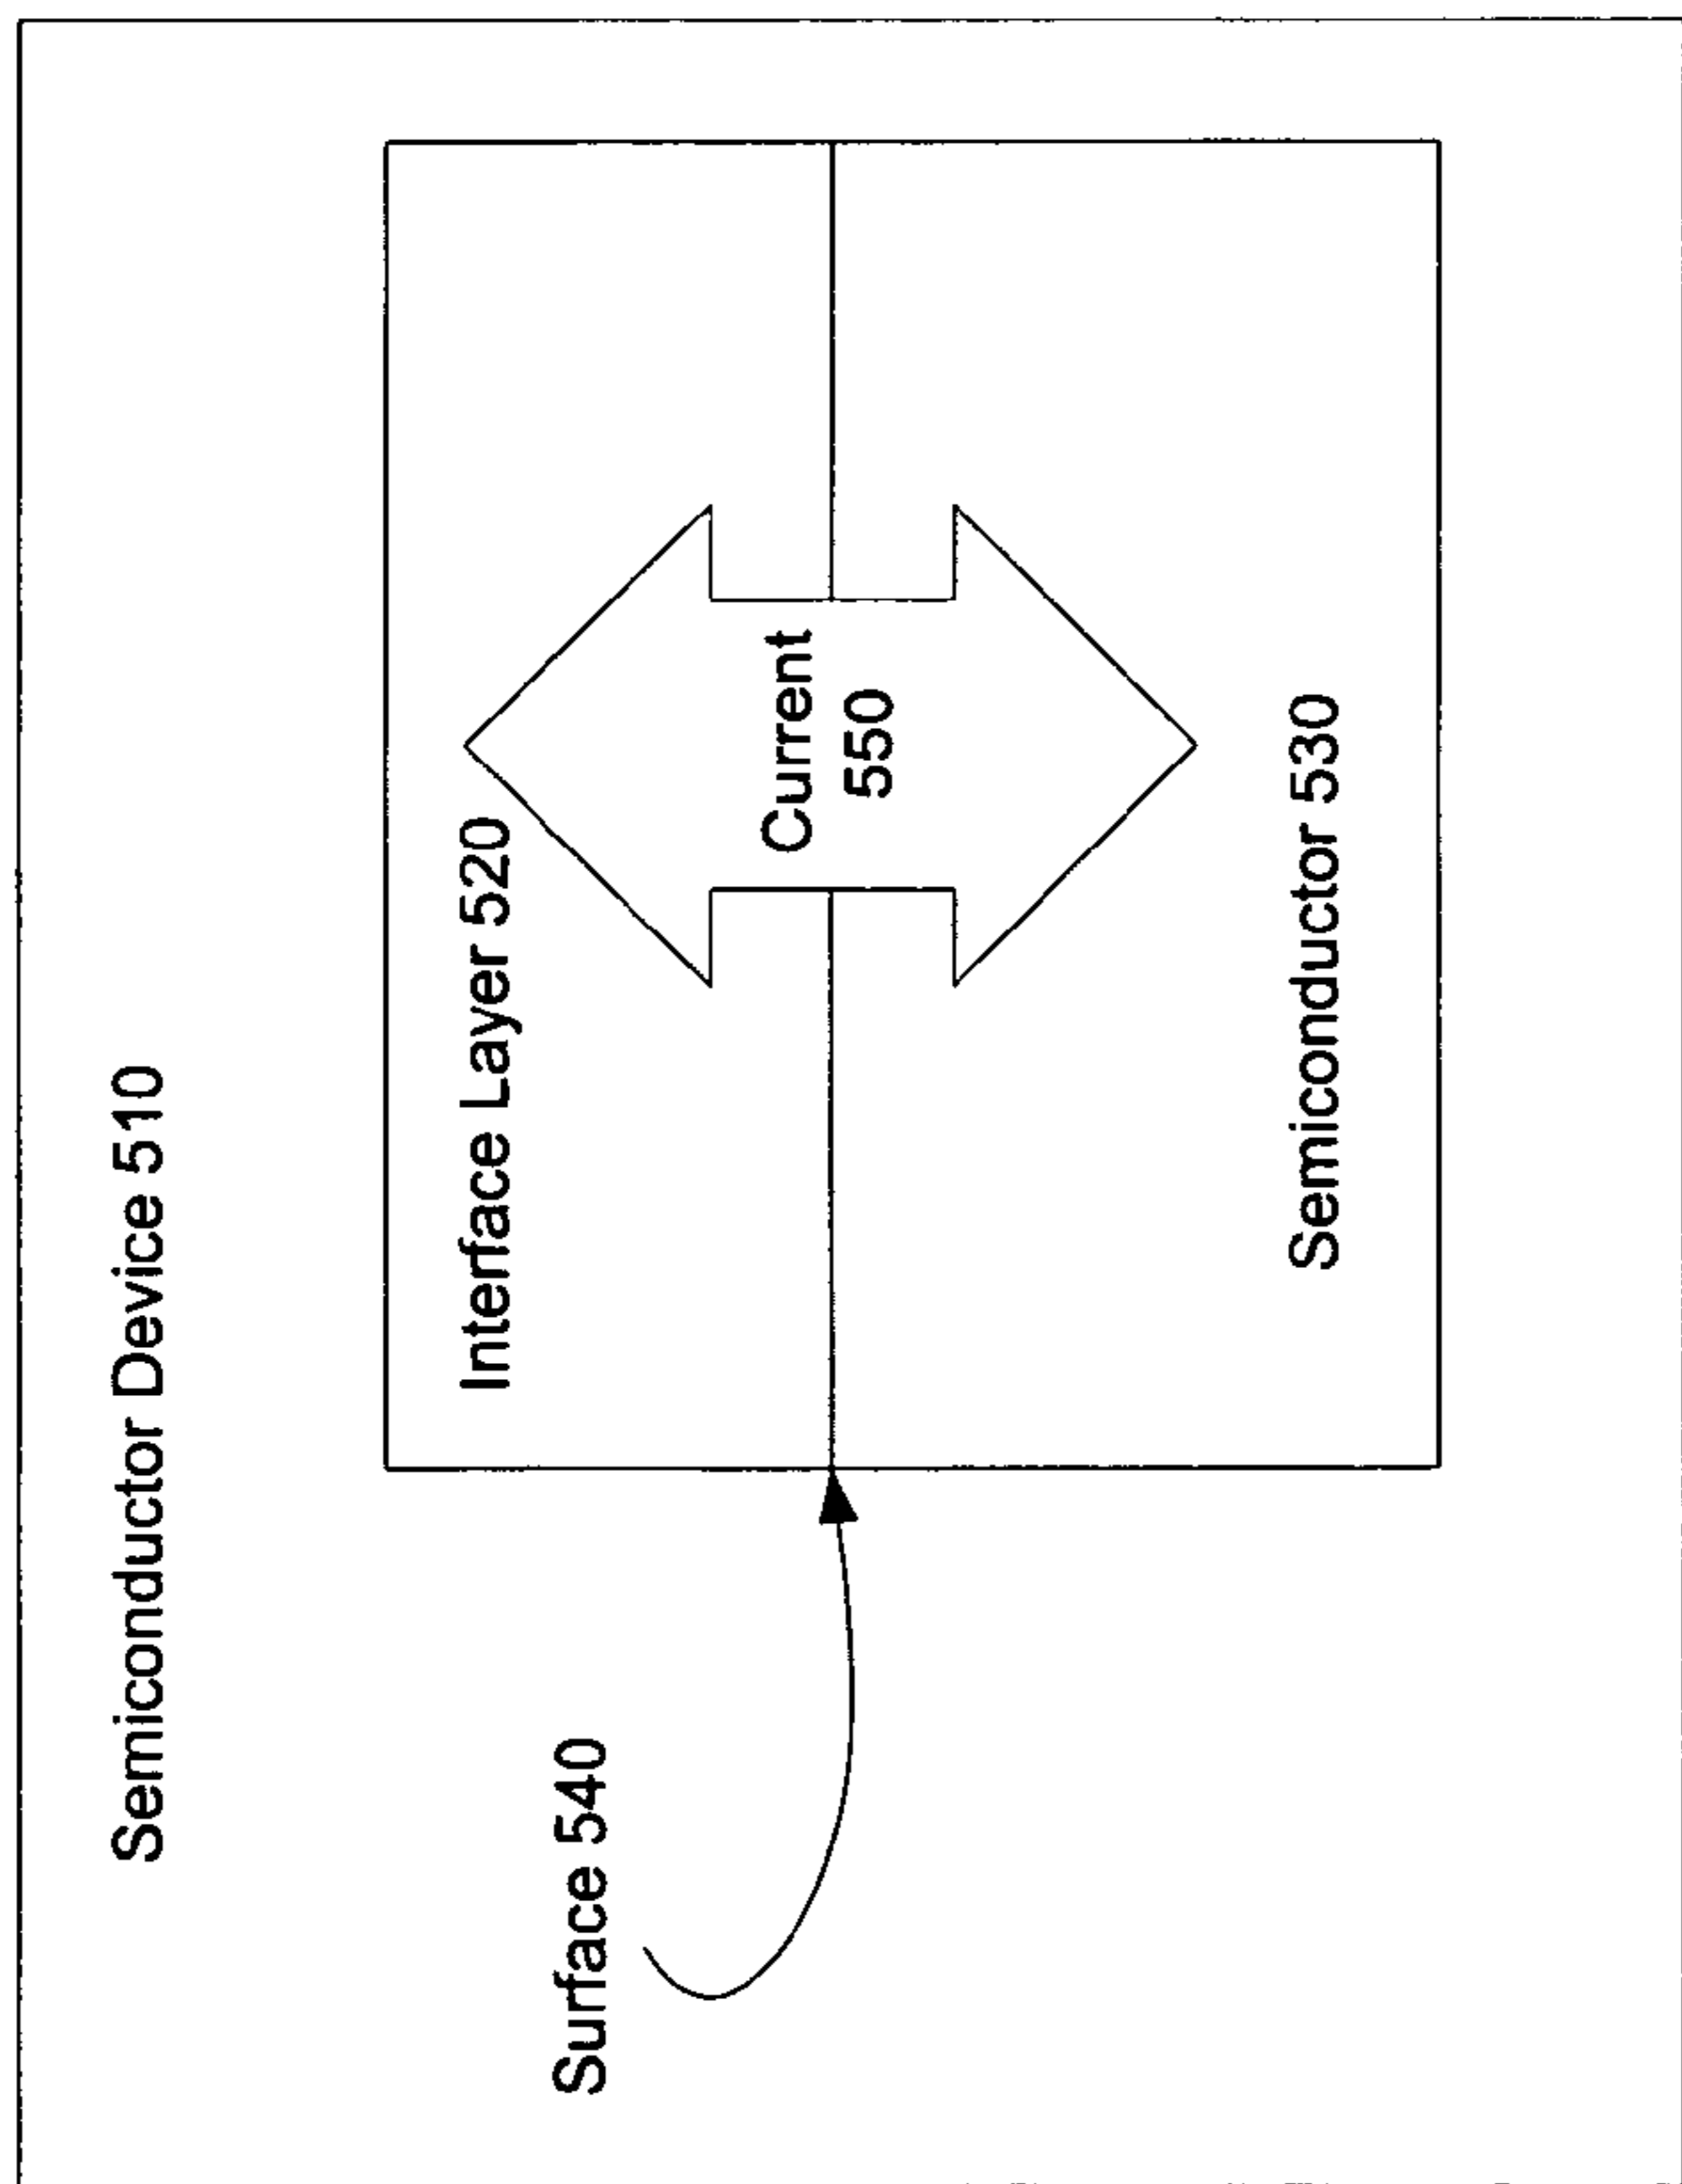 Semiconductor Device 510
Interface Layer 520
Surface 540
Current
550
Semiconductor 530